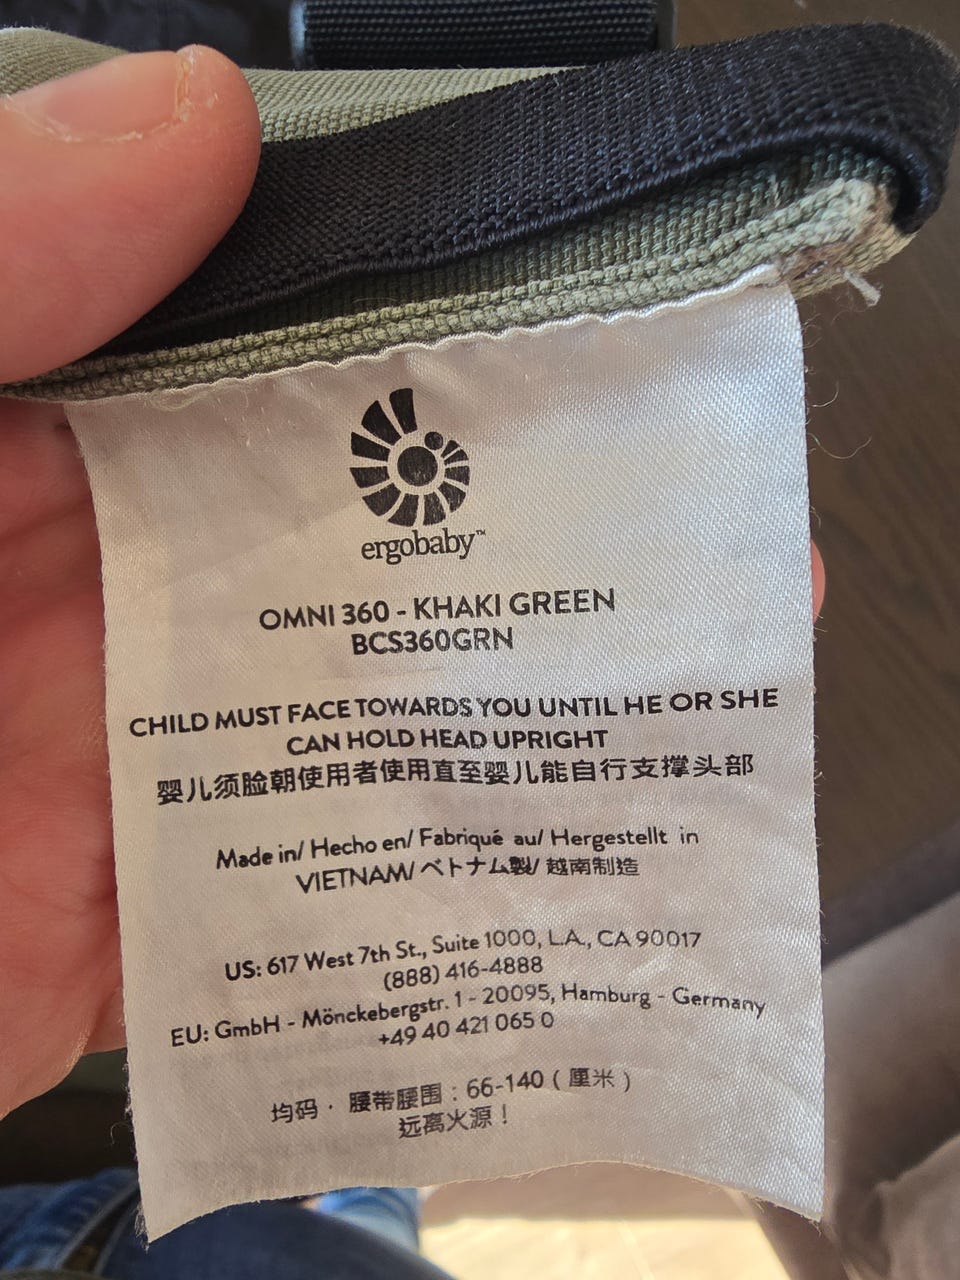 ergobaby™
OMNI 360 - KHAKI GREEN
BCS360GRN
CHILD MUST FACE TOWARDS YOU UNTIL HE OR SHE
CAN HOLD HEAD UPRIGHT
婴儿须脸朝使用者使用直至婴儿能自行支撑头部
Made in/ Hecho en/ Fabriqué au/ Hergestellt in
VIETNAM/ ベトナム製/ 越南制造
US: 617 West 7th St., Suite 1000, L.A., CA 90017
(888) 416-4888
EU: GmbH - Mönckebergstr. 1 - 20095, Hamburg - Germany
+49 40 421 065 0
均码 · 腰带腰围：66-140（厘米）
远离火源！